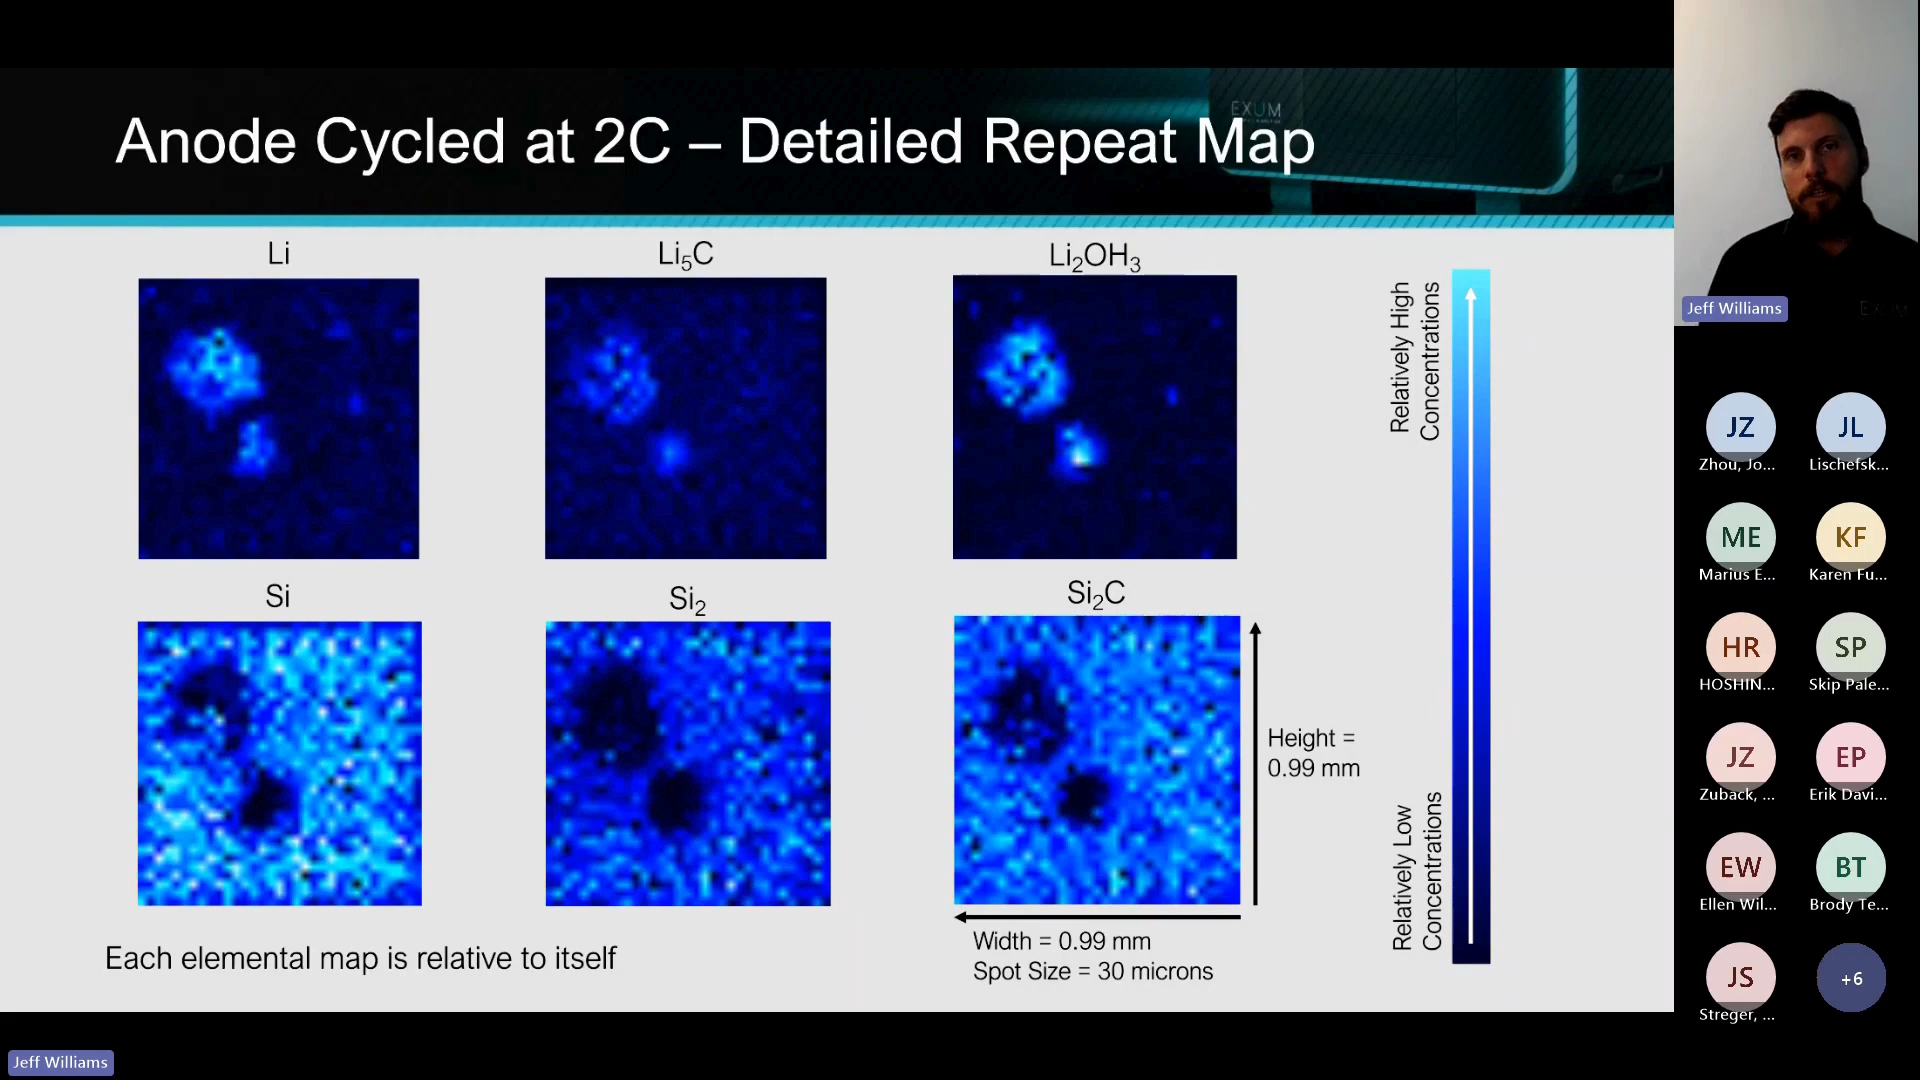 EXUM
Anode Cycled at 2C – Detailed Repeat Map
Li
Li5C
Li2OH3
Si
Si2
Si2C
Relatively High
Concentrations
Relatively Low
Concentrations
Height =
0.99 mm
Width = 0.99 mm
Spot Size = 30 microns
Each elemental map is relative to itself
Jeff Williams
JZ
Zhou, Jo...
JL
Lischefsk...
ME
Marius E...
KF
Karen Fu...
HR
HOSHIN...
SP
Skip Pale...
JZ
Zuback, ...
EP
Erik Davi...
EW
Ellen Wil...
BT
Brody Te...
JS
Streger, ...
+6
Jeff Williams